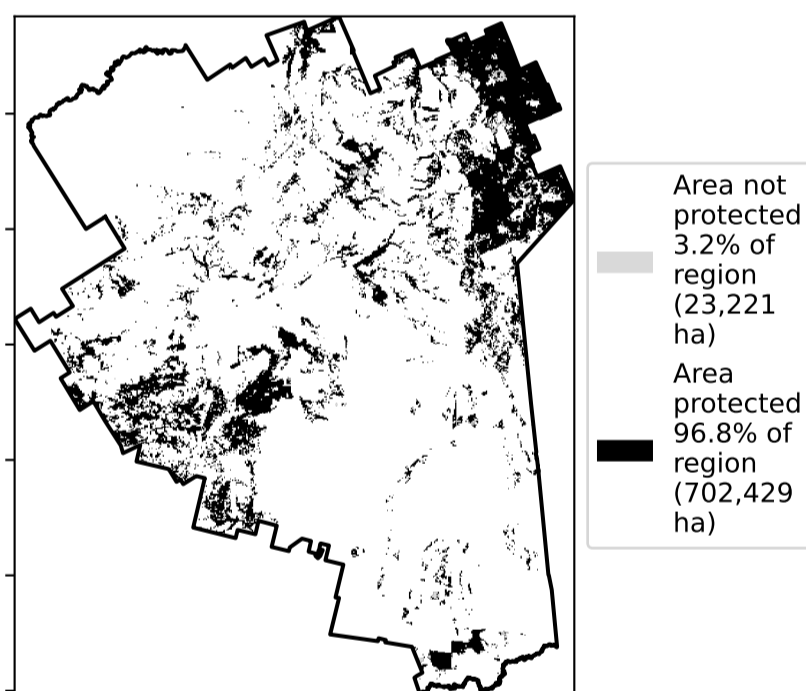 Area not
protected
3.2% of
region
(23,221
ha)
Area
protected
96.8% of
region
(702,429
ha)